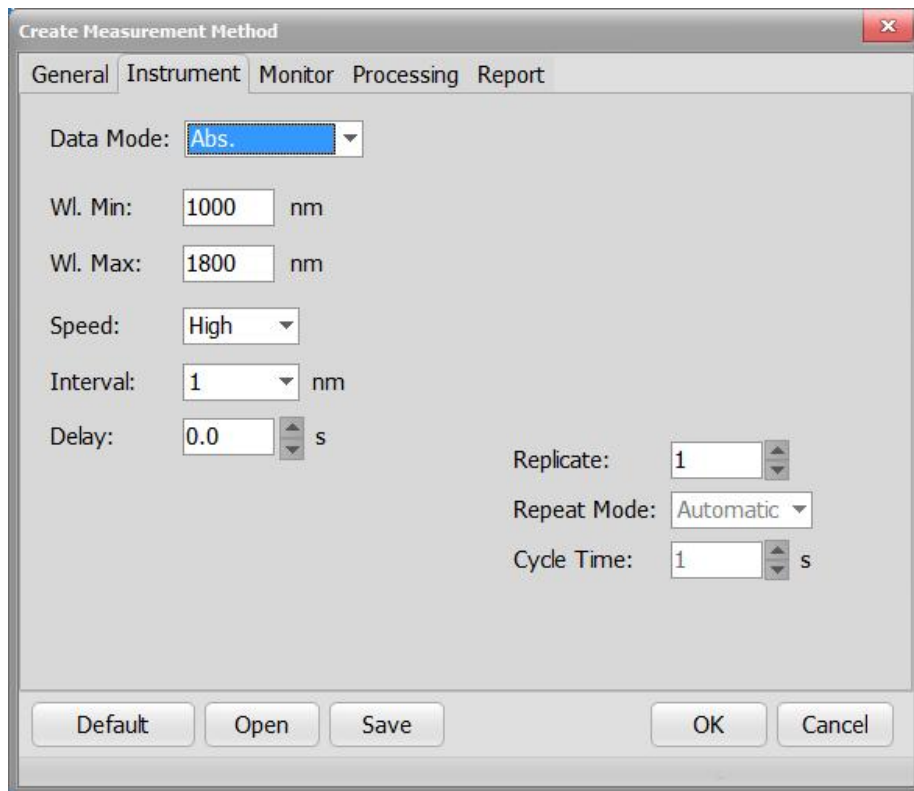 Create Measurement Method
General Instrument Monitor Processing Report
Data Mode: Abs.
Wl. Min: 1000 nm
Wl. Max: 1800 nm
Speed: High
Interval: 1 nm
Delay: 0.0 s
Replicate: 1
Repeat Mode: Automatic
Cycle Time: 1 s
Default Open Save OK Cancel